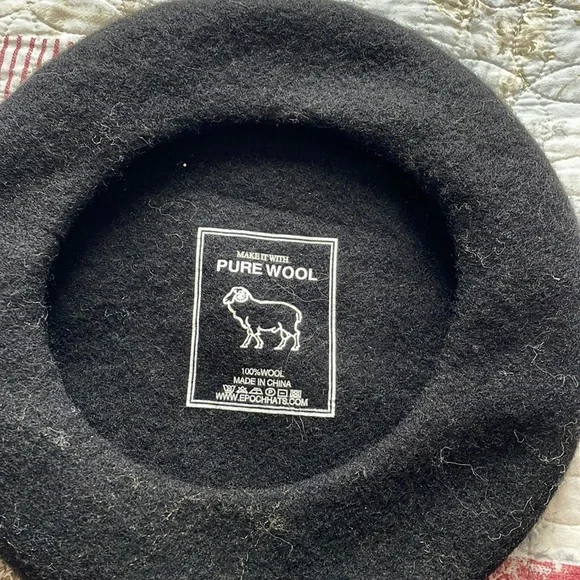 MAKE IT WITH
PURE WOOL
100%WOOL
MADE IN CHINA
WWW.EPOCHHATS.COM